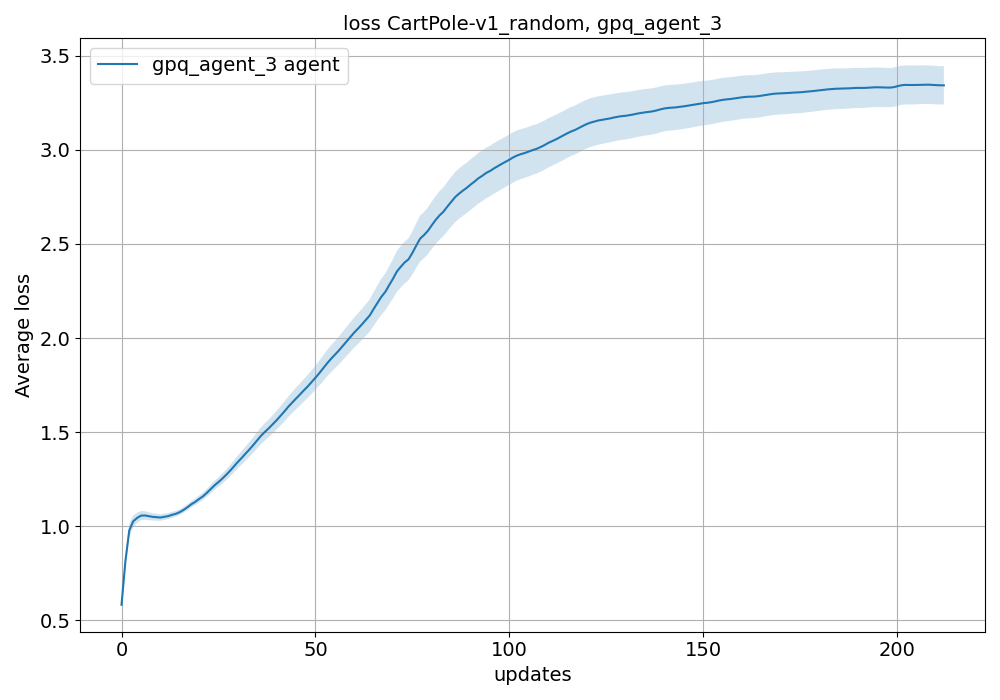 loss CartPole-v1_random, gpq_agent_3
gpq_agent_3 agent
3.5
3.0
2.5
2.0
1.5
1.0
0.5
Average loss
0 50 100 150 200
updates